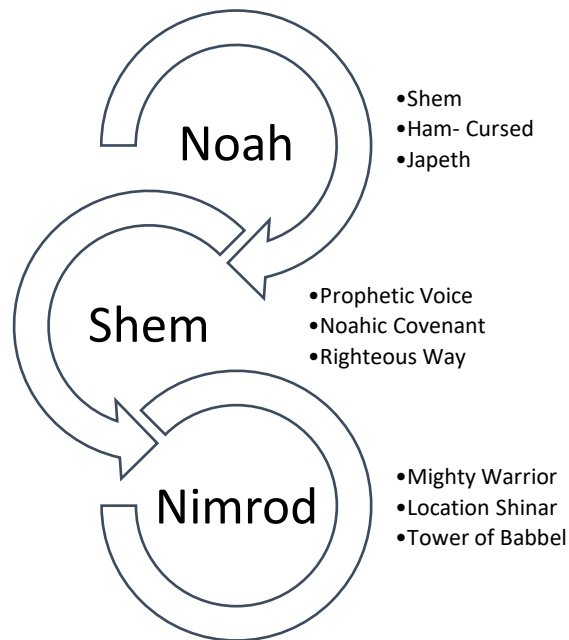 Noah
•Shem
•Ham- Cursed
•Japeth
Shem
•Prophetic Voice
•Noahic Covenant
•Righteous Way
Nimrod
•Mighty Warrior
•Location Shinar
•Tower of Babbel